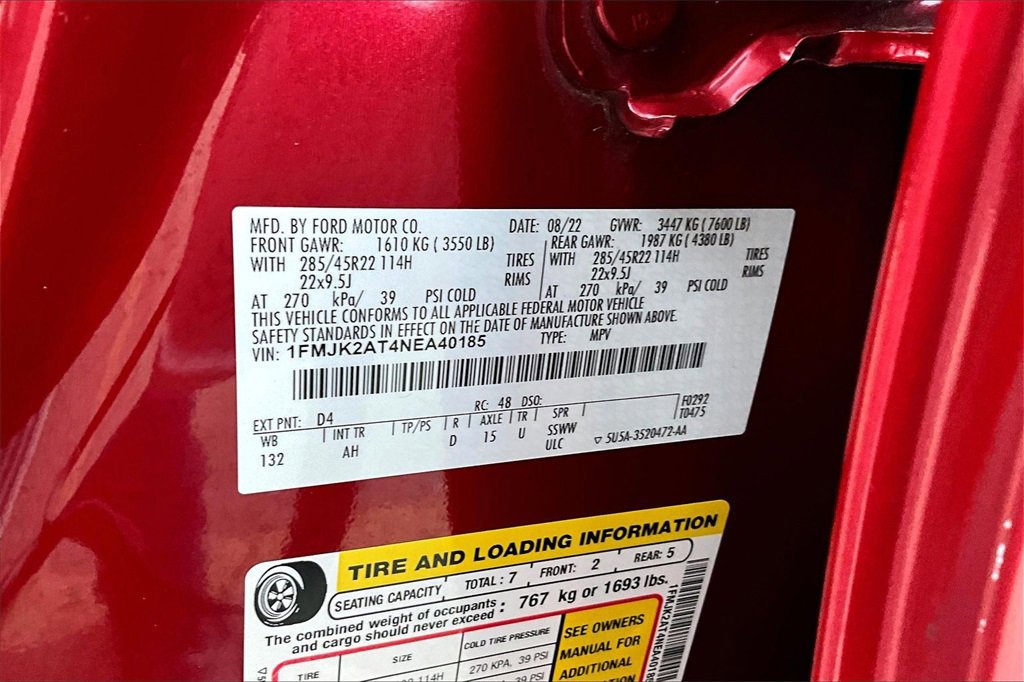 MFD. BY FORD MOTOR CO. DATE: 08/22 GVWR: 3447 KG ( 7600 LB)
FRONT GAWR: 1610 KG ( 3550 LB) REAR GAWR: 1987 KG ( 4380 LB)
WITH 285/45R22 114H TIRES WITH 285/45R22 114H TIRES
22x9.5J RIMS 22x9.5J RIMS
AT 270 kPa/ 39 PSI COLD AT 270 kPa/ 39 PSI COLD
THIS VEHICLE CONFORMS TO ALL APPLICABLE FEDERAL MOTOR VEHICLE
SAFETY STANDARDS IN EFFECT ON THE DATE OF MANUFACTURE SHOWN ABOVE.
VIN: 1FMJK2AT4NEA40185 TYPE: MPV
EXT PNT: D4 RC: 48 DSO: F0292
WB INT TR TP/PS R AXLE TR SPR T0475
132 AH D 15 U SSWW
ULC 5U5A-3520472-AA
TIRE AND LOADING INFORMATION
SEATING CAPACITY TOTAL : 7 FRONT: 2 REAR: 5
The combined weight of occupants
and cargo should never exceed : 767 kg or 1693 lbs.
TIRE SIZE COLD TIRE PRESSURE
114H 270 KPA, 39 PSI
39 PSI
SEE OWNERS
MANUAL FOR
ADDITIONAL
FMJK2AT4NEA4018